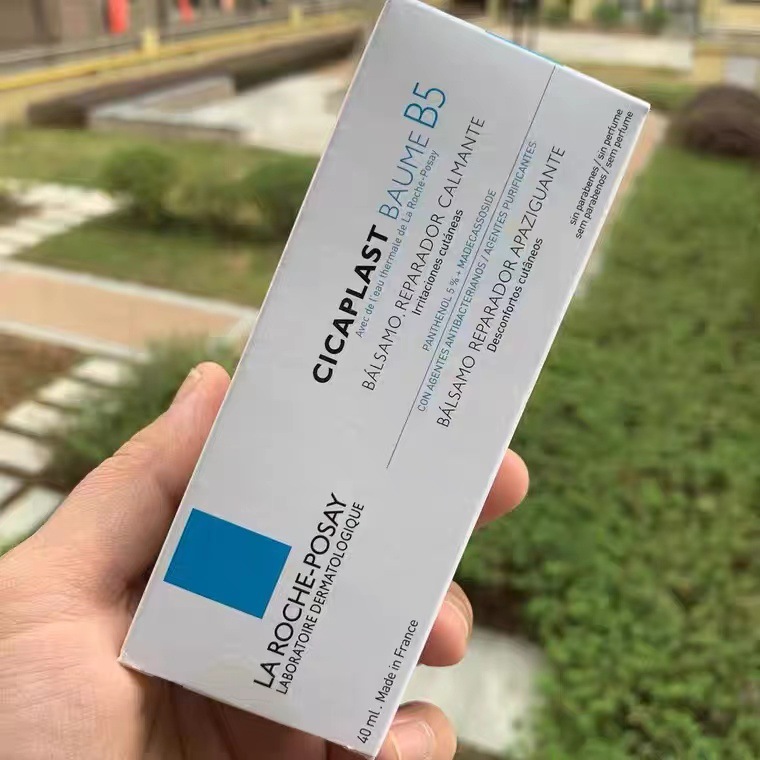 CICAPLAST BAUME B5
Avec de l'eau thermale de La Roche-Posay
BÁLSAMO REPARADOR CALMANTE
Irritaciones cutáneas
PANTHENOL 5% + MADECASSOSIDE
CON AGENTES ANTIBACTERIANOS / AGENTES PURIFICANTES
BÁLSAMO REPARADOR APAZIGUANTE
Desconfortos cutâneos
sin parabenes / sin perfume
sem parabenos / sem perfume
LA ROCHE-POSAY
LABORATOIRE DERMATOLOGIQUE
40 ml. Made in France